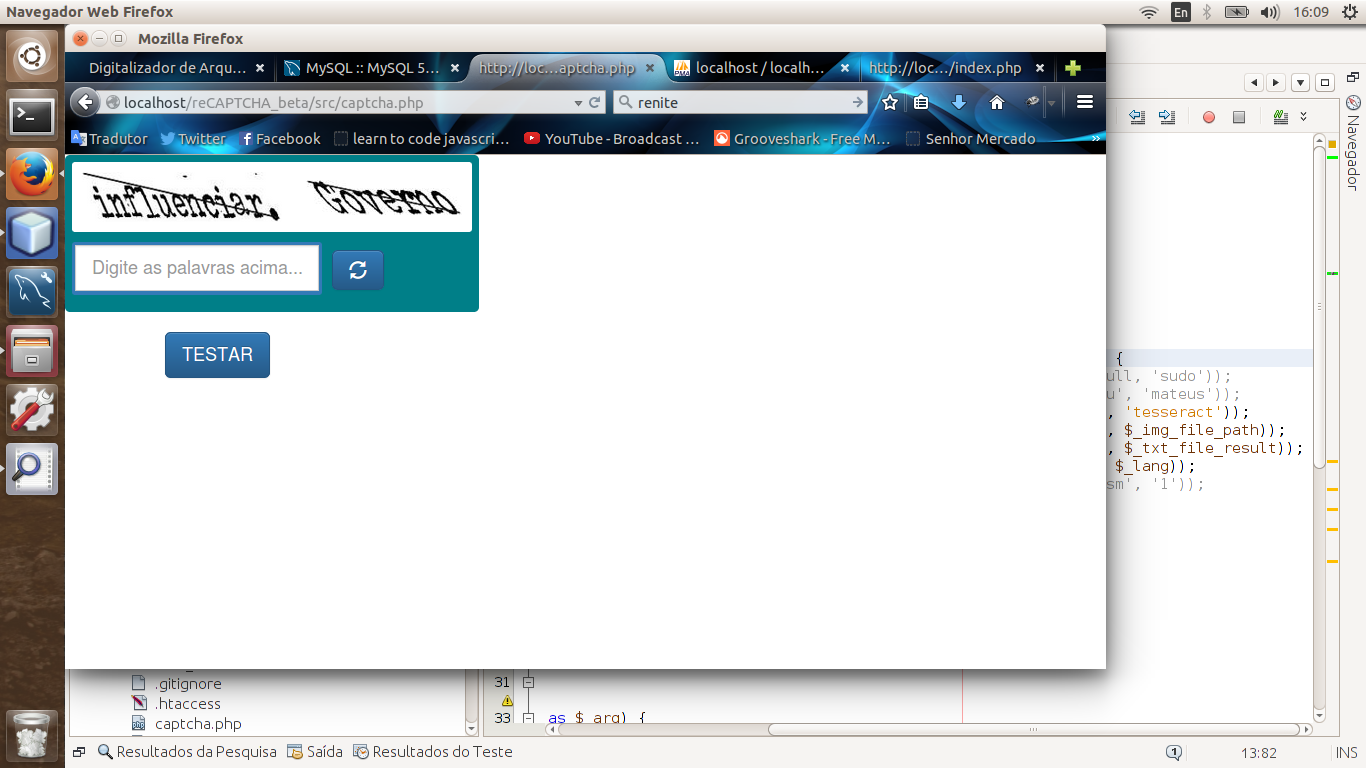 Navegador Web Firefox
En
16:09
Mozilla Firefox
Digitalizador de Arqu...
MySQL :: MySQL 5...
http://loc...aptcha.php
localhost / localh...
http://loc.../index.php
localhost/reCAPTCHA_beta/src/captcha.php
renite
Tradutor
Twitter
Facebook
learn to code javascri...
YouTube - Broadcast ...
Grooveshark - Free M...
Senhor Mercado
»
influenciar. Governo
Digite as palavras acima...
TESTAR
Navegador
{
ull, 'sudo'));
u', 'mateus'));
, 'tesseract'));
, $_img_file_path));
, $_txt_file_result));
$_lang));
sm', '1'));
.gitignore
.htaccess
captcha.php
31
33
as $_arg) {
Resultados da Pesquisa
Saída
Resultados do Teste
1
13:82
INS